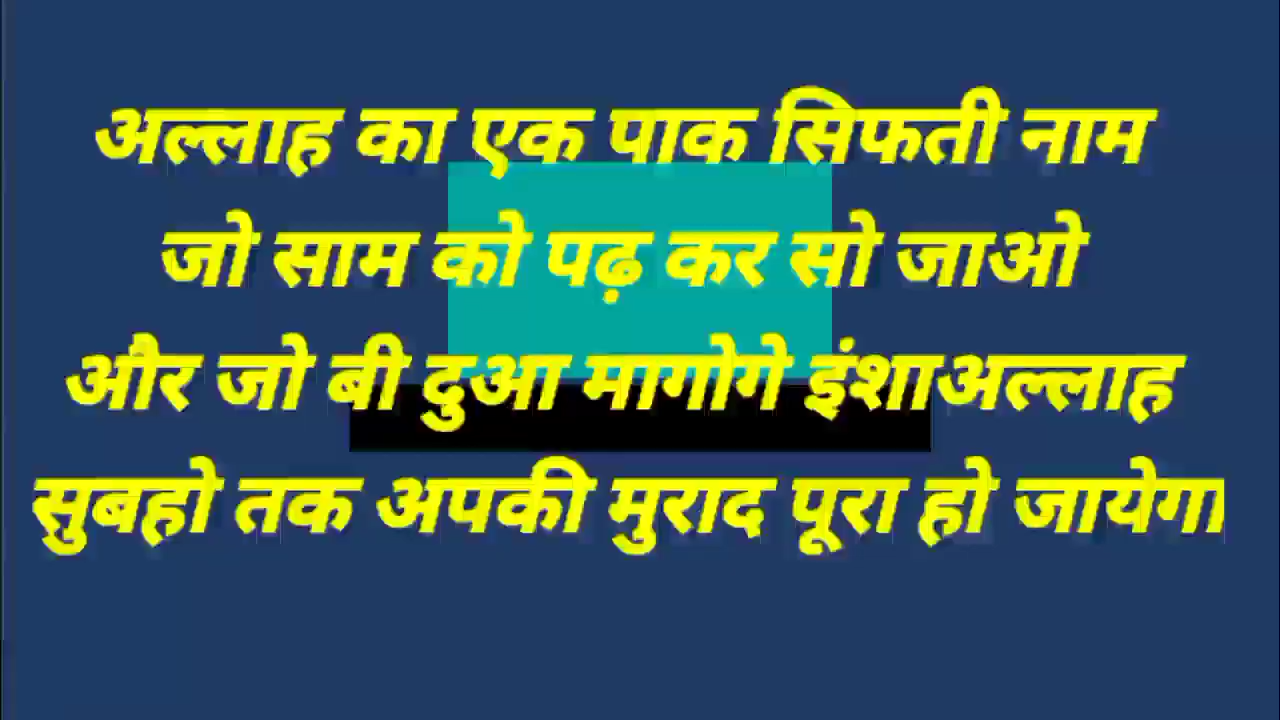 अल्लाह का एक पाक सिफती नाम
जो साम को पढ़ कर सो जाओ
और जो बी दुआ मागोगे इंशाअल्लाह
सुबहो तक अपकी मुराद पूरा हो जायेगा